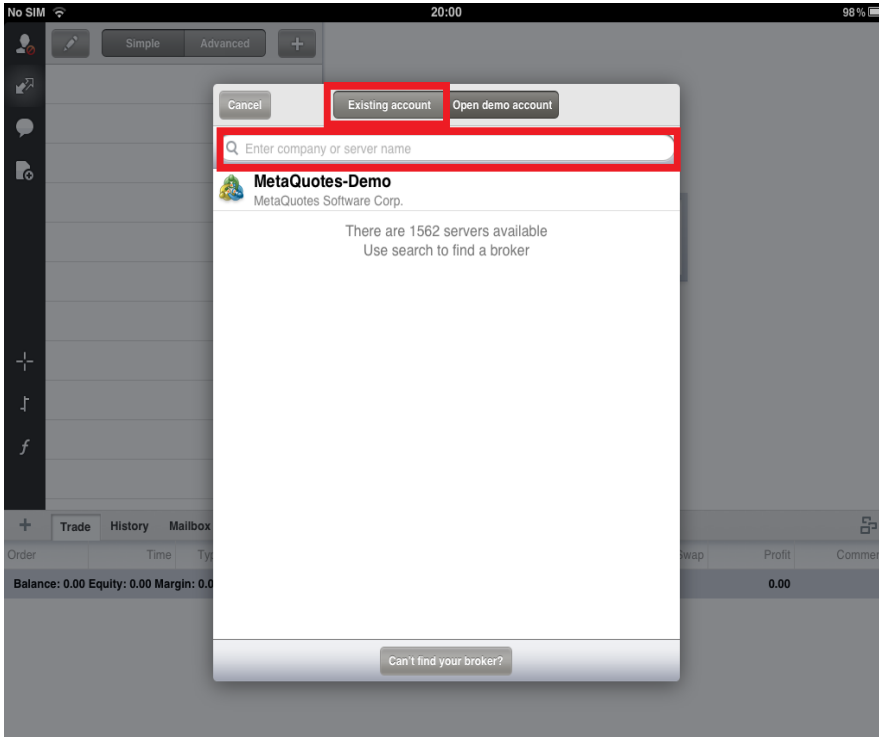 No SIM 20:00 98%
Simple Advanced +
Cancel Existing account Open demo account
Enter company or server name
MetaQuotes-Demo
MetaQuotes Software Corp.
There are 1562 servers available
Use search to find a broker
f
+ Trade History Mailbox
Order Time Typ Swap Profit Commen
Balance: 0.00 Equity: 0.00 Margin: 0.0 0.00
Can't find your broker?